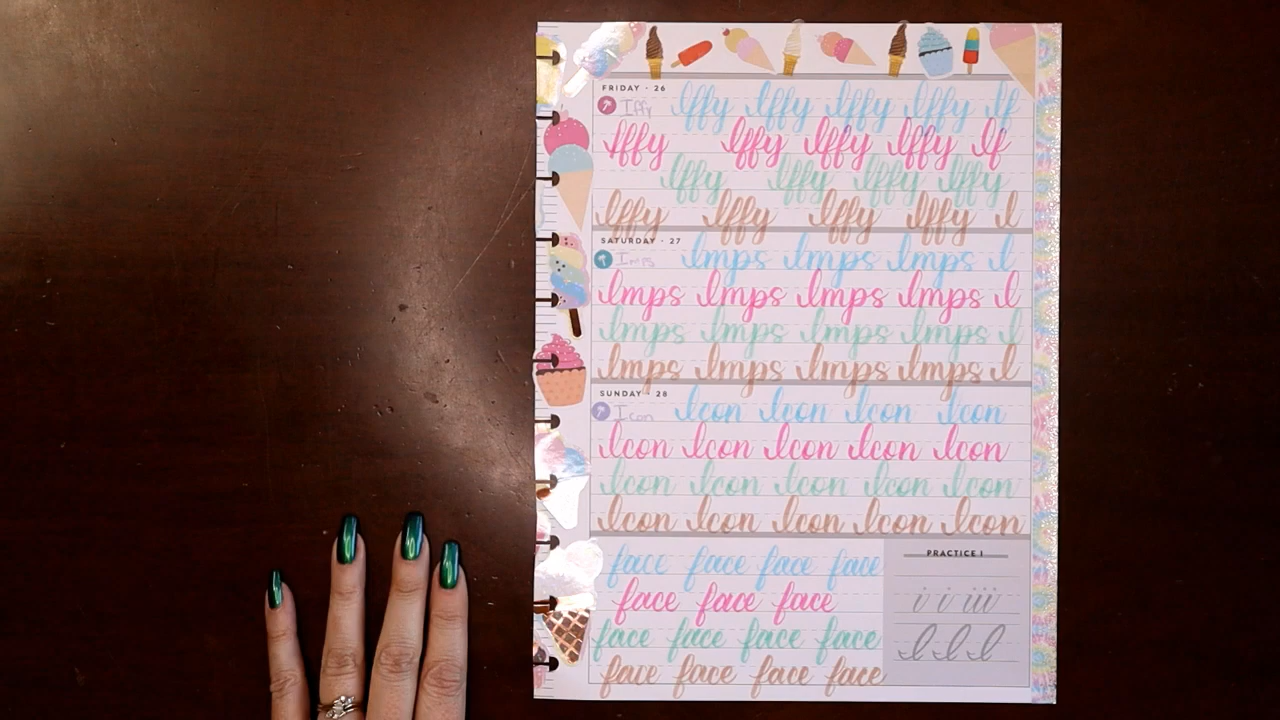 FRIDAY · 26
Iffy Iffy Iffy Iffy Iffy If
Iffy Iffy Iffy Iffy If
Iffy Iffy Iffy Iffy
Iffy Iffy Iffy Iffy I
SATURDAY · 27
Imps Imps Imps Imps I
Imps Imps Imps Imps I
Imps Imps Imps Imps I
Imps Imps Imps Imps I
SUNDAY · 28
Icon Icon Icon Icon Icon
Icon Icon Icon Icon Icon
Icon Icon Icon Icon Icon
Icon Icon Icon Icon Icon
face face face face
face face face
face face face face
face face face face
PRACTICE I
i i iii
I I I